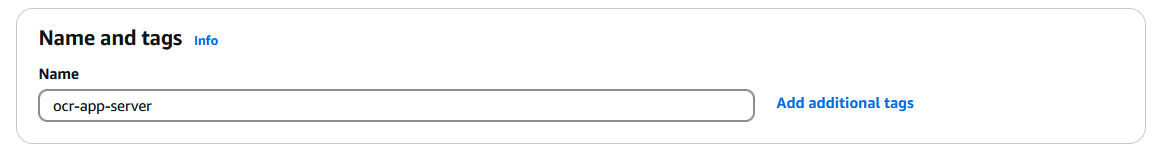 Name and tags Info
Name
ocr-app-server Add additional tags